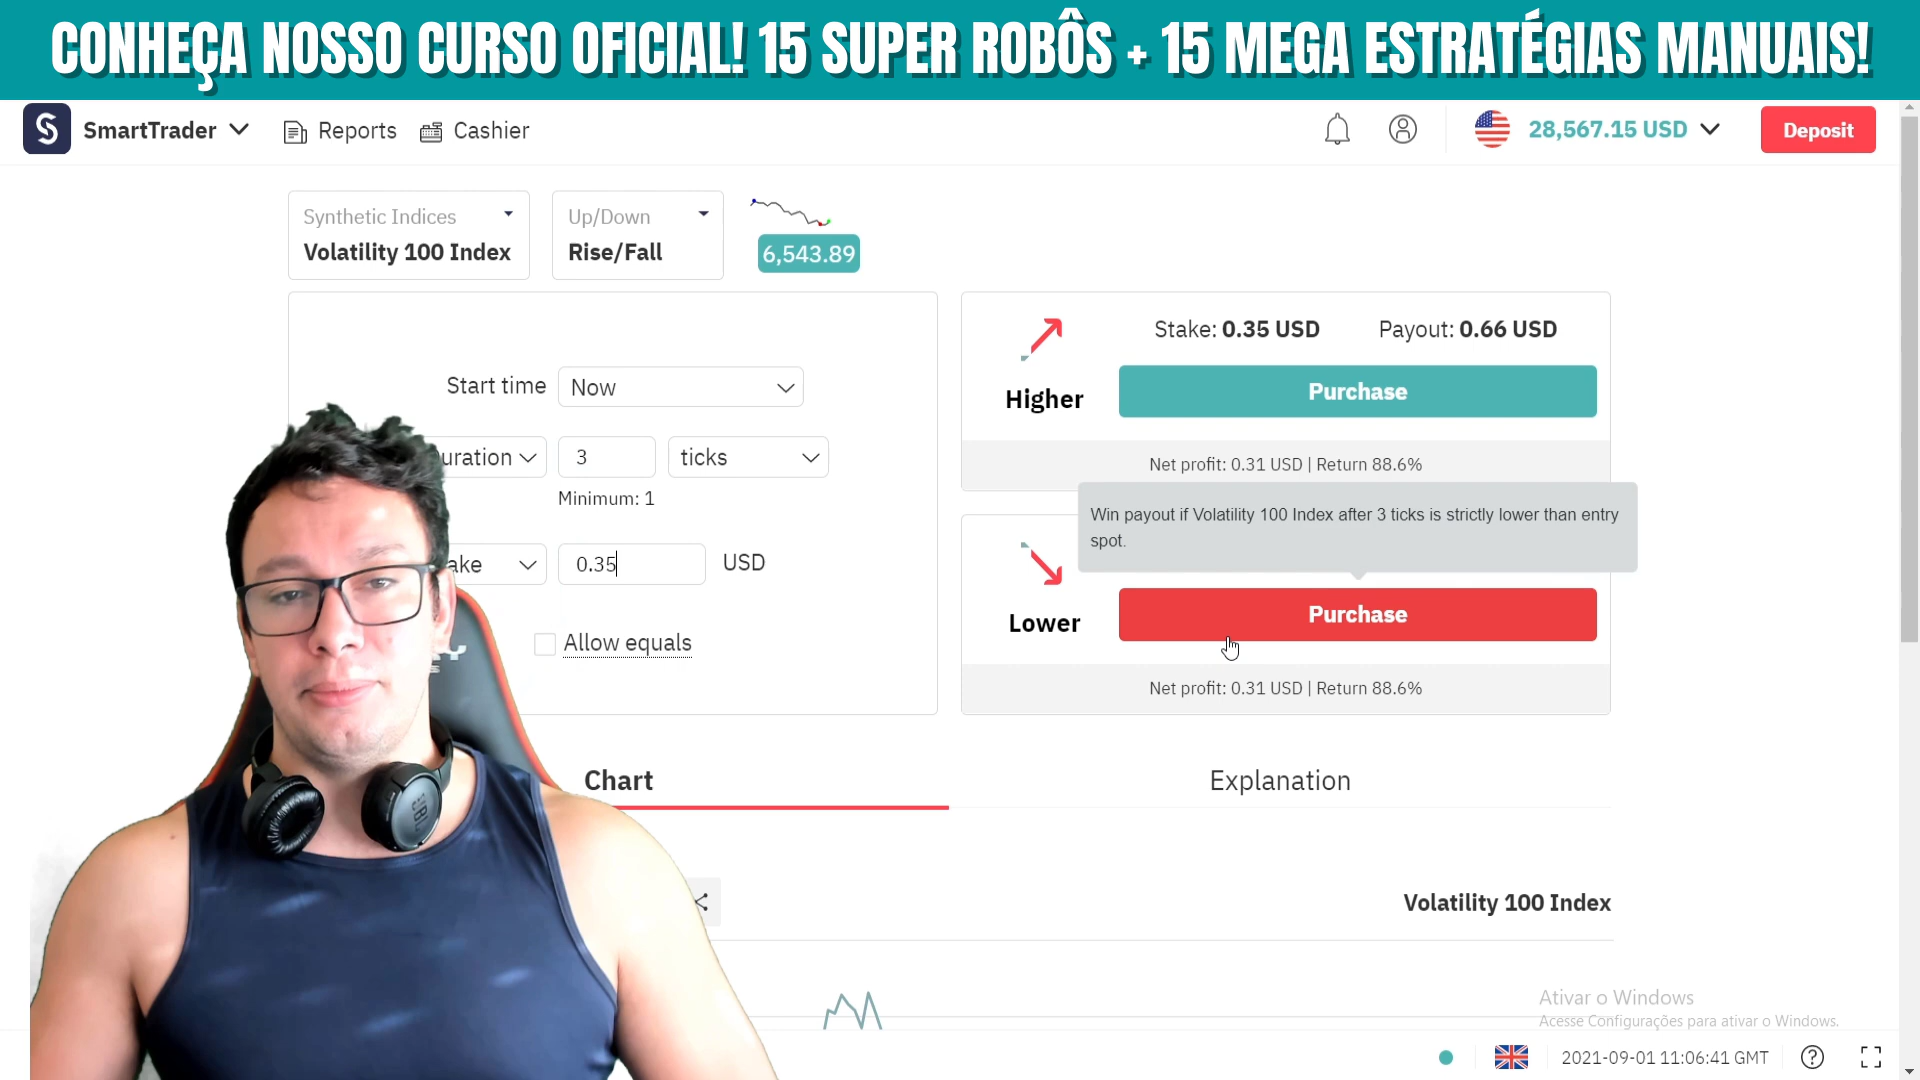 CONHEÇA NOSSO CURSO OFICIAL! 15 SUPER ROBÔS + 15 MEGA ESTRATÉGIAS MANUAIS!
SmartTrader Reports Cashier 28,567.15 USD Deposit
Synthetic Indices
Volatility 100 Index
Up/Down
Rise/Fall
6,543.89
Start time Now
uration 3 ticks
Minimum: 1
ake 0.35 USD
Allow equals
Stake: 0.35 USD Payout: 0.66 USD
Higher Purchase
Net profit: 0.31 USD | Return 88.6%
Win payout if Volatility 100 Index after 3 ticks is strictly lower than entry
spot.
Lower Purchase
Net profit: 0.31 USD | Return 88.6%
Chart Explanation
Volatility 100 Index
JBL
Ativar o Windows
Acesse Configurações para ativar o Windows.
2021-09-01 11:06:41 GMT